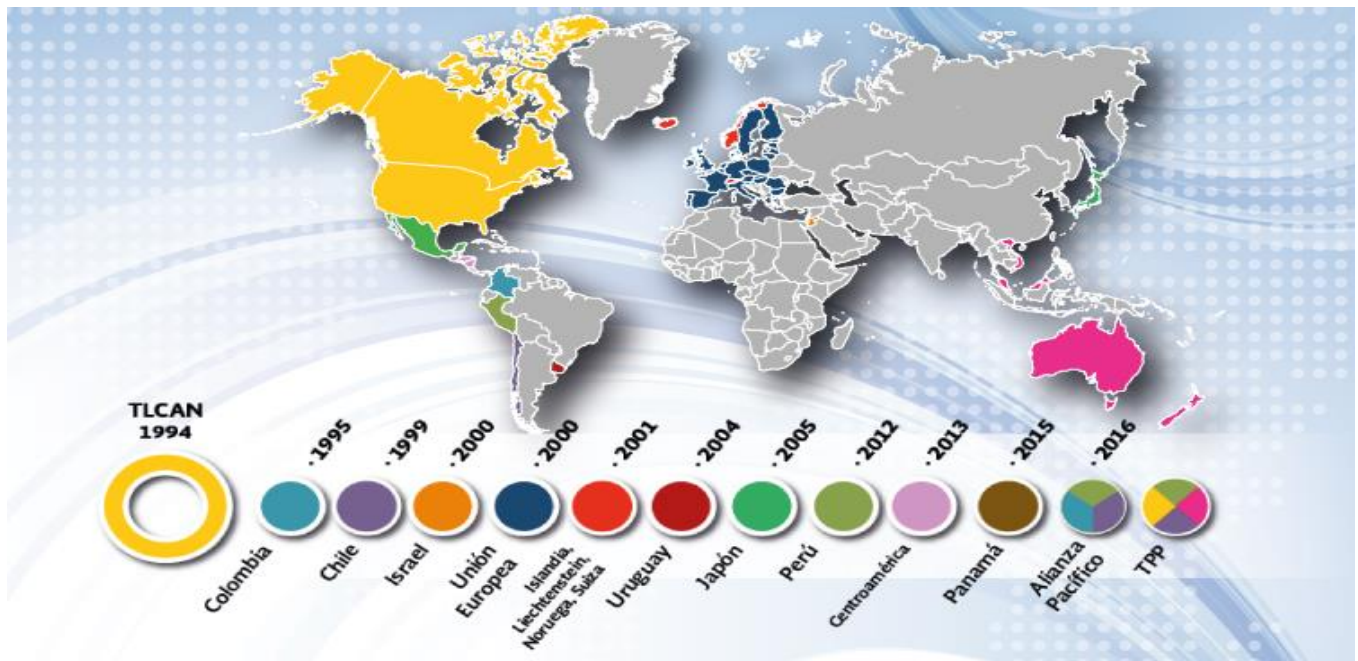 TLCAN
1994
· 1995
· 1999
· 2000
· 2000
· 2001
· 2004
· 2005
· 2012
· 2013
· 2015
· 2016
Colombia
Chile
Israel
Unión
Europea
Islandia,
Liechtenstein,
Noruega, Suiza
Uruguay
Japón
Perú
Centroamérica
Panamá
Alianza
Pacífico
TPP